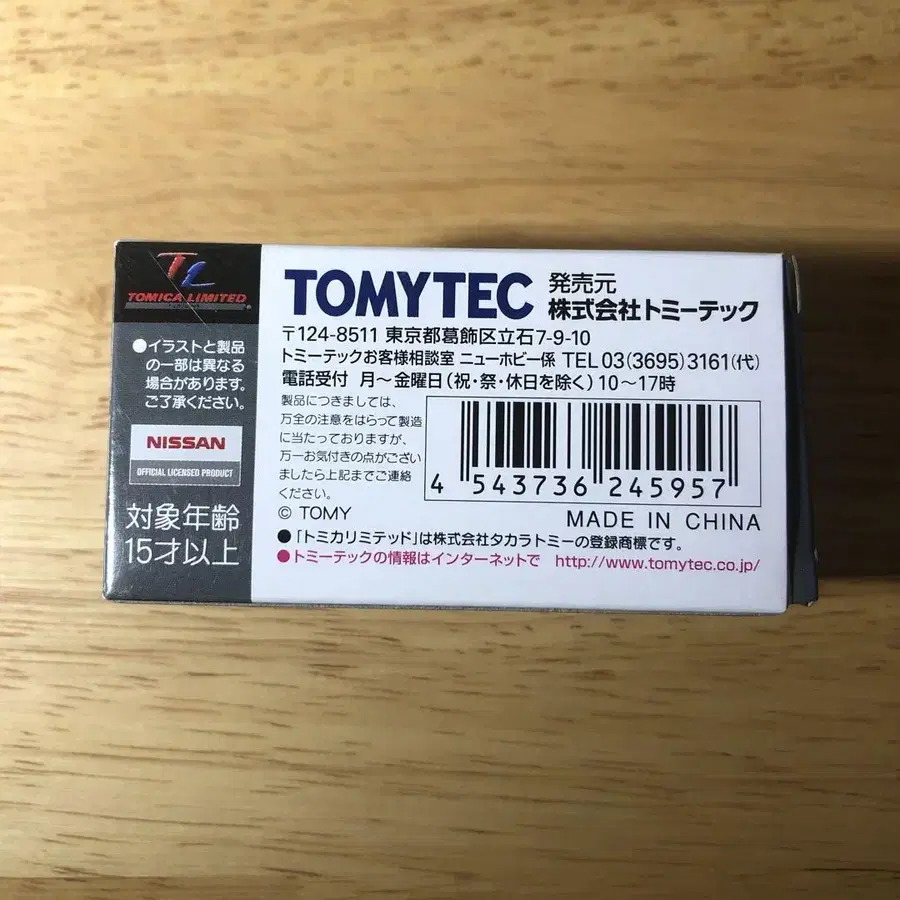 TL
TOMICA LIMITED
●イラストと製品
の一部は異なる
場合があります。
ご了承ください。
NISSAN
OFFICIAL LICENSED PRODUCT
対象年齢
15才以上
TOMYTEC
発売元
株式会社トミーテック
〒124-8511 東京都葛飾区立石7-9-10
トミーテックお客様相談室 ニューホビー係 TEL 03(3695)3161(代)
電話受付 月〜金曜日(祝・祭・休日を除く)10〜17時
製品につきましては、
万全の注意をはらって製造
に当たっておりますが、
万一お気付きの点がござい
ましたら上記までご連絡
ください。
4 543736 245957
© TOMY
MADE IN CHINA
●「トミカリミテッド」は株式会社タカラトミーの登録商標です。
●トミーテックの情報はインターネットで http://www.tomytec.co.jp/